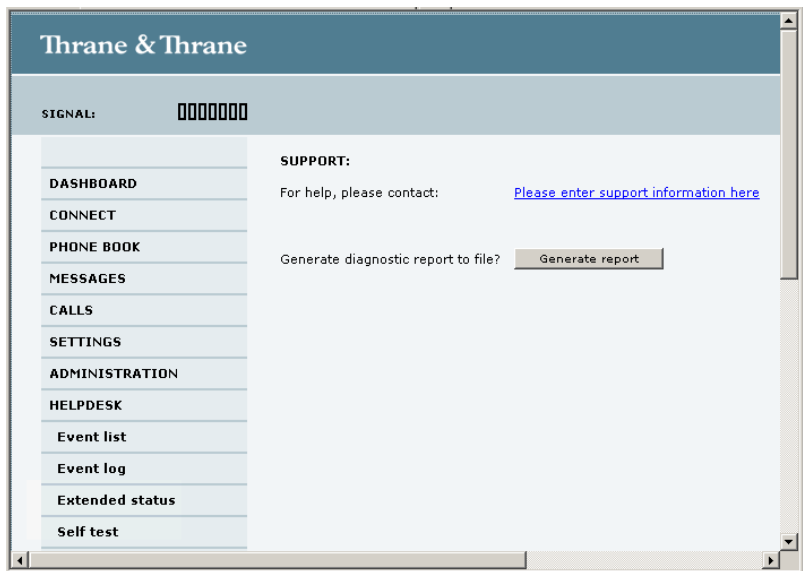 Thrane & Thrane
SIGNAL:
SUPPORT:
DASHBOARD
For help, please contact: Please enter support information here
CONNECT
PHONE BOOK
Generate diagnostic report to file? Generate report
MESSAGES
CALLS
SETTINGS
ADMINISTRATION
HELPDESK
Event list
Event log
Extended status
Self test